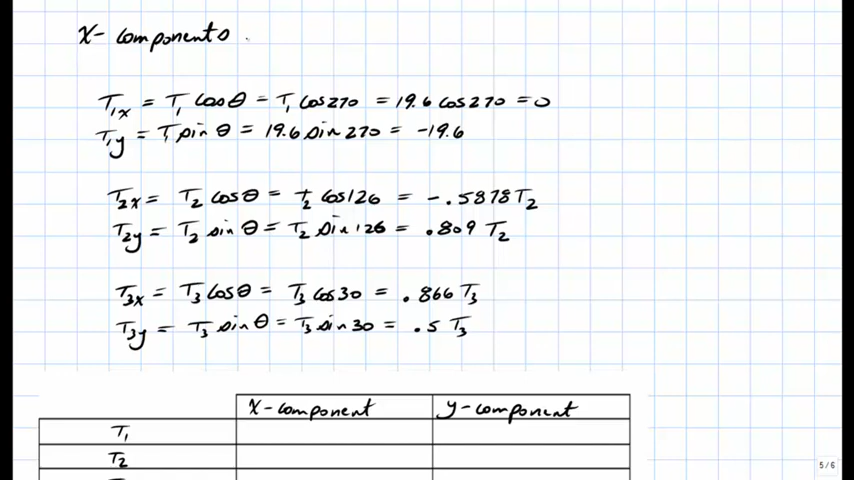 X- components
T₁x = T₁ cosθ = T₁ cos270 = 19.6 cos270 = 0
T₁y = T₁ sin θ = 19.6 sin 270 = -19.6
T₂x = T₂ cosθ = T₂ cos126 = -.5878T₂
T₂y = T₂ sin θ = T₂ sin 126 = .809 T₂
T₃x = T₃ cosθ = T₃ cos30 = .866 T₃
T₃y = T₃ sin θ = T₃ sin 30 = .5 T₃
X-component y-component
T₁
T₂
5/6